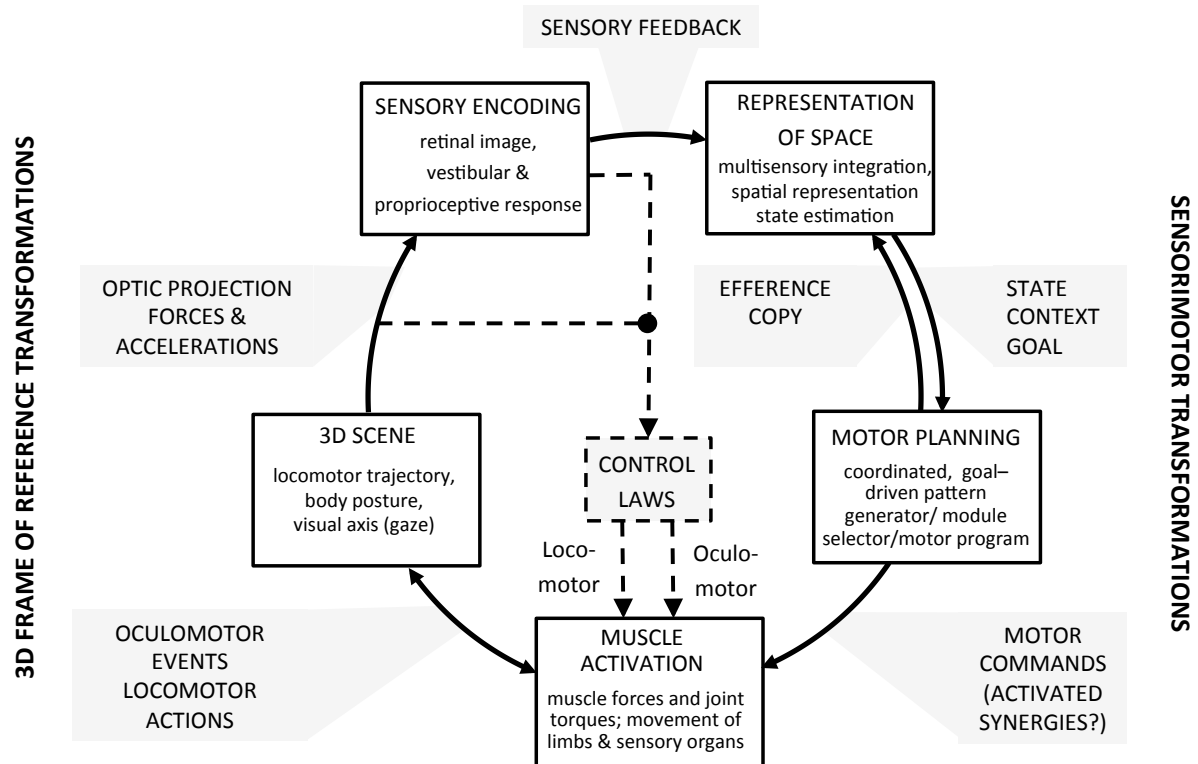 SENSORY FEEDBACK
SENSORY ENCODING
retinal image,
vestibular &
proprioceptive response
REPRESENTATION
OF SPACE
multisensory integration,
spatial representation
state estimation
3D FRAME OF REFERENCE TRANSFORMATIONS
SENSORIMOTOR TRANSFORMATIONS
OPTIC PROJECTION
FORCES &
ACCELERATIONS
EFFERENCE
COPY
STATE
CONTEXT
GOAL
3D SCENE
locomotor trajectory,
body posture,
visual axis (gaze)
CONTROL
LAWS
MOTOR PLANNING
coordinated, goal–
driven pattern
generator/ module
selector/motor program
Loco-
motor
Oculo-
motor
OCULOMOTOR
EVENTS
LOCOMOTOR
ACTIONS
MUSCLE
ACTIVATION
muscle forces and joint
torques; movement of
limbs & sensory organs
MOTOR
COMMANDS
(ACTIVATED
SYNERGIES?)